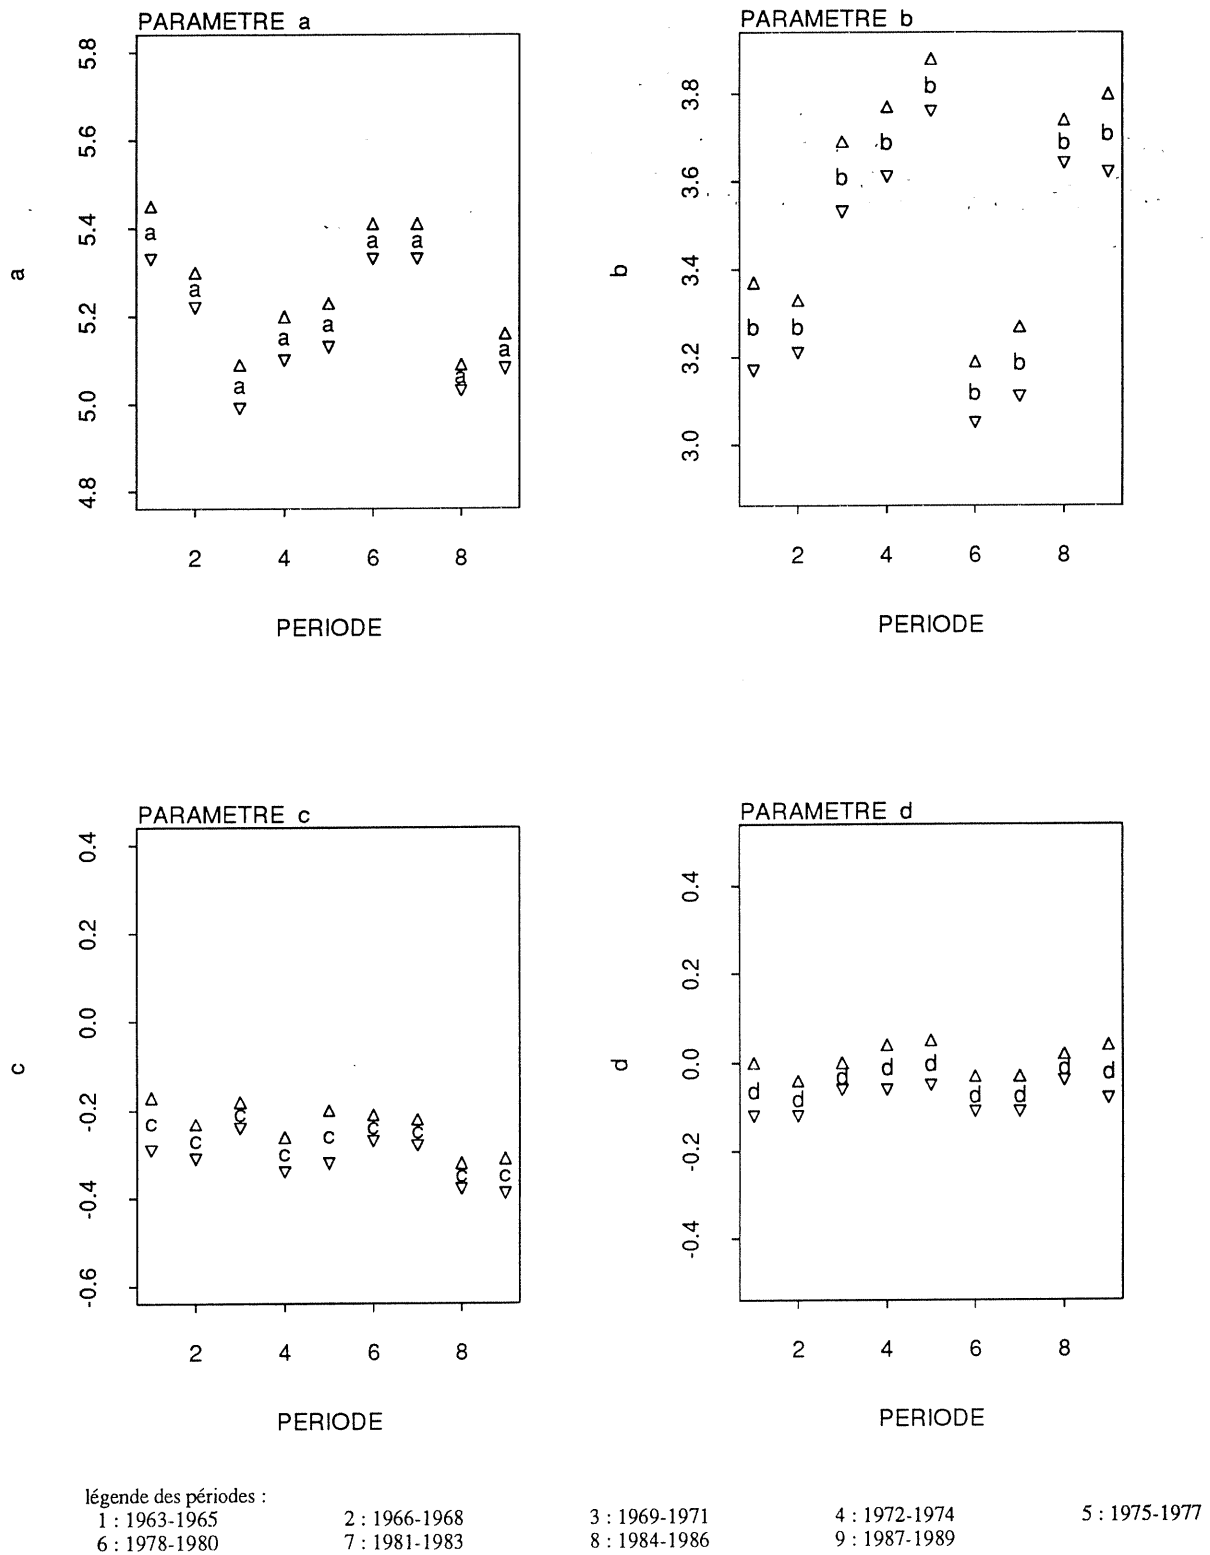 PARAMETRE a
5.8
5.6
5.4
5.2
5.0
4.8
a
a
a
a
a
a
a
a
a
a
2 4 6 8
PERIODE
PARAMETRE b
3.8
3.6
3.4
3.2
3.0
b
b
b
b
b
b
b
b
b
b
2 4 6 8
PERIODE
PARAMETRE c
0.4
0.2
0.0
-0.2
-0.4
-0.6
c
c
c
c
c
c
c
c
c
c
2 4 6 8
PERIODE
PARAMETRE d
0.4
0.2
0.0
-0.2
-0.4
d
d
d
d
d
d
d
d
d
d
2 4 6 8
PERIODE
légende des périodes :
1 : 1963-1965 2 : 1966-1968 3 : 1969-1971 4 : 1972-1974 5 : 1975-1977
6 : 1978-1980 7 : 1981-1983 8 : 1984-1986 9 : 1987-1989